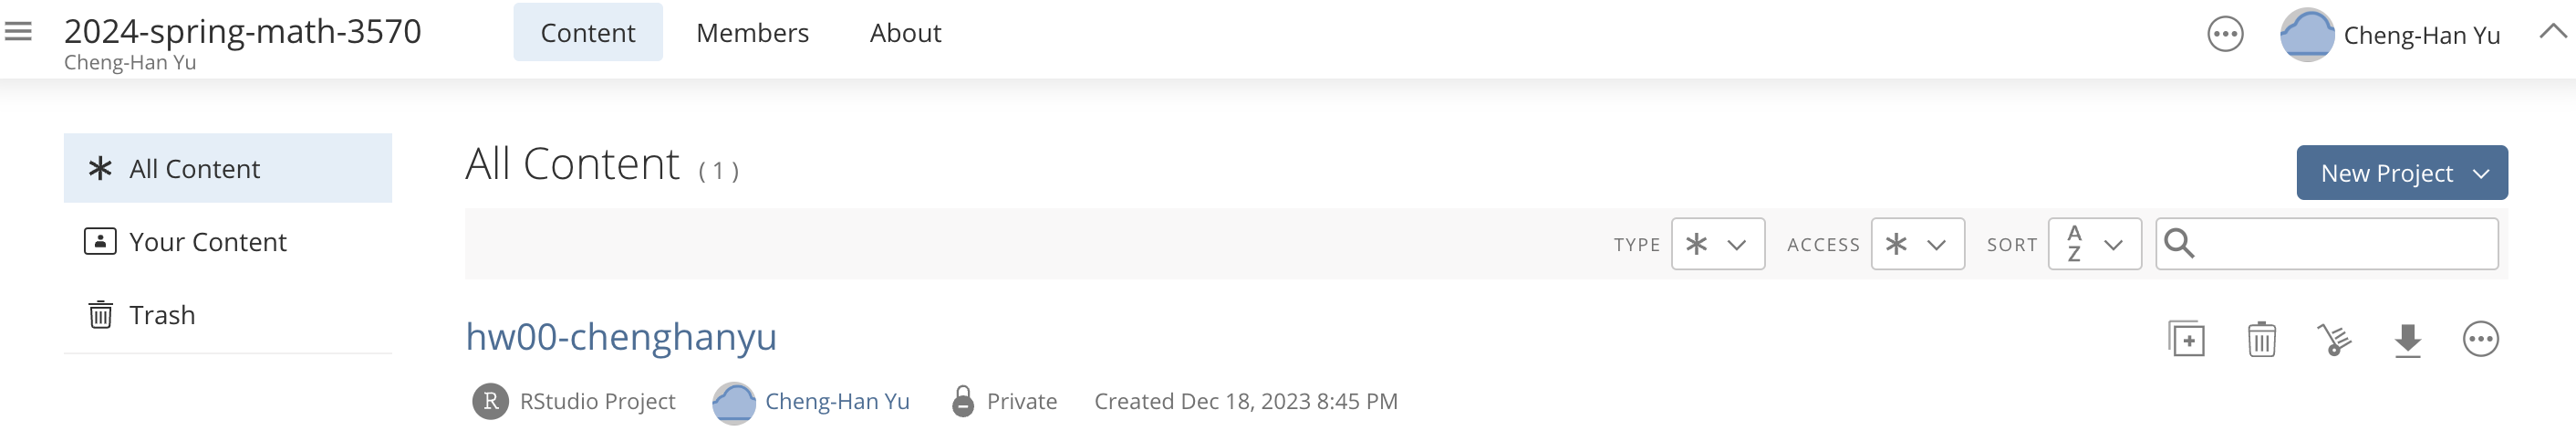 2024-spring-math-3570
Cheng-Han Yu
Content
Members
About
Cheng-Han Yu
All Content
Your Content
Trash
All Content ( 1 )
New Project
TYPE
ACCESS
SORT
A
Z
hw00-chenghanyu
R RStudio Project Cheng-Han Yu Private Created Dec 18, 2023 8:45 PM